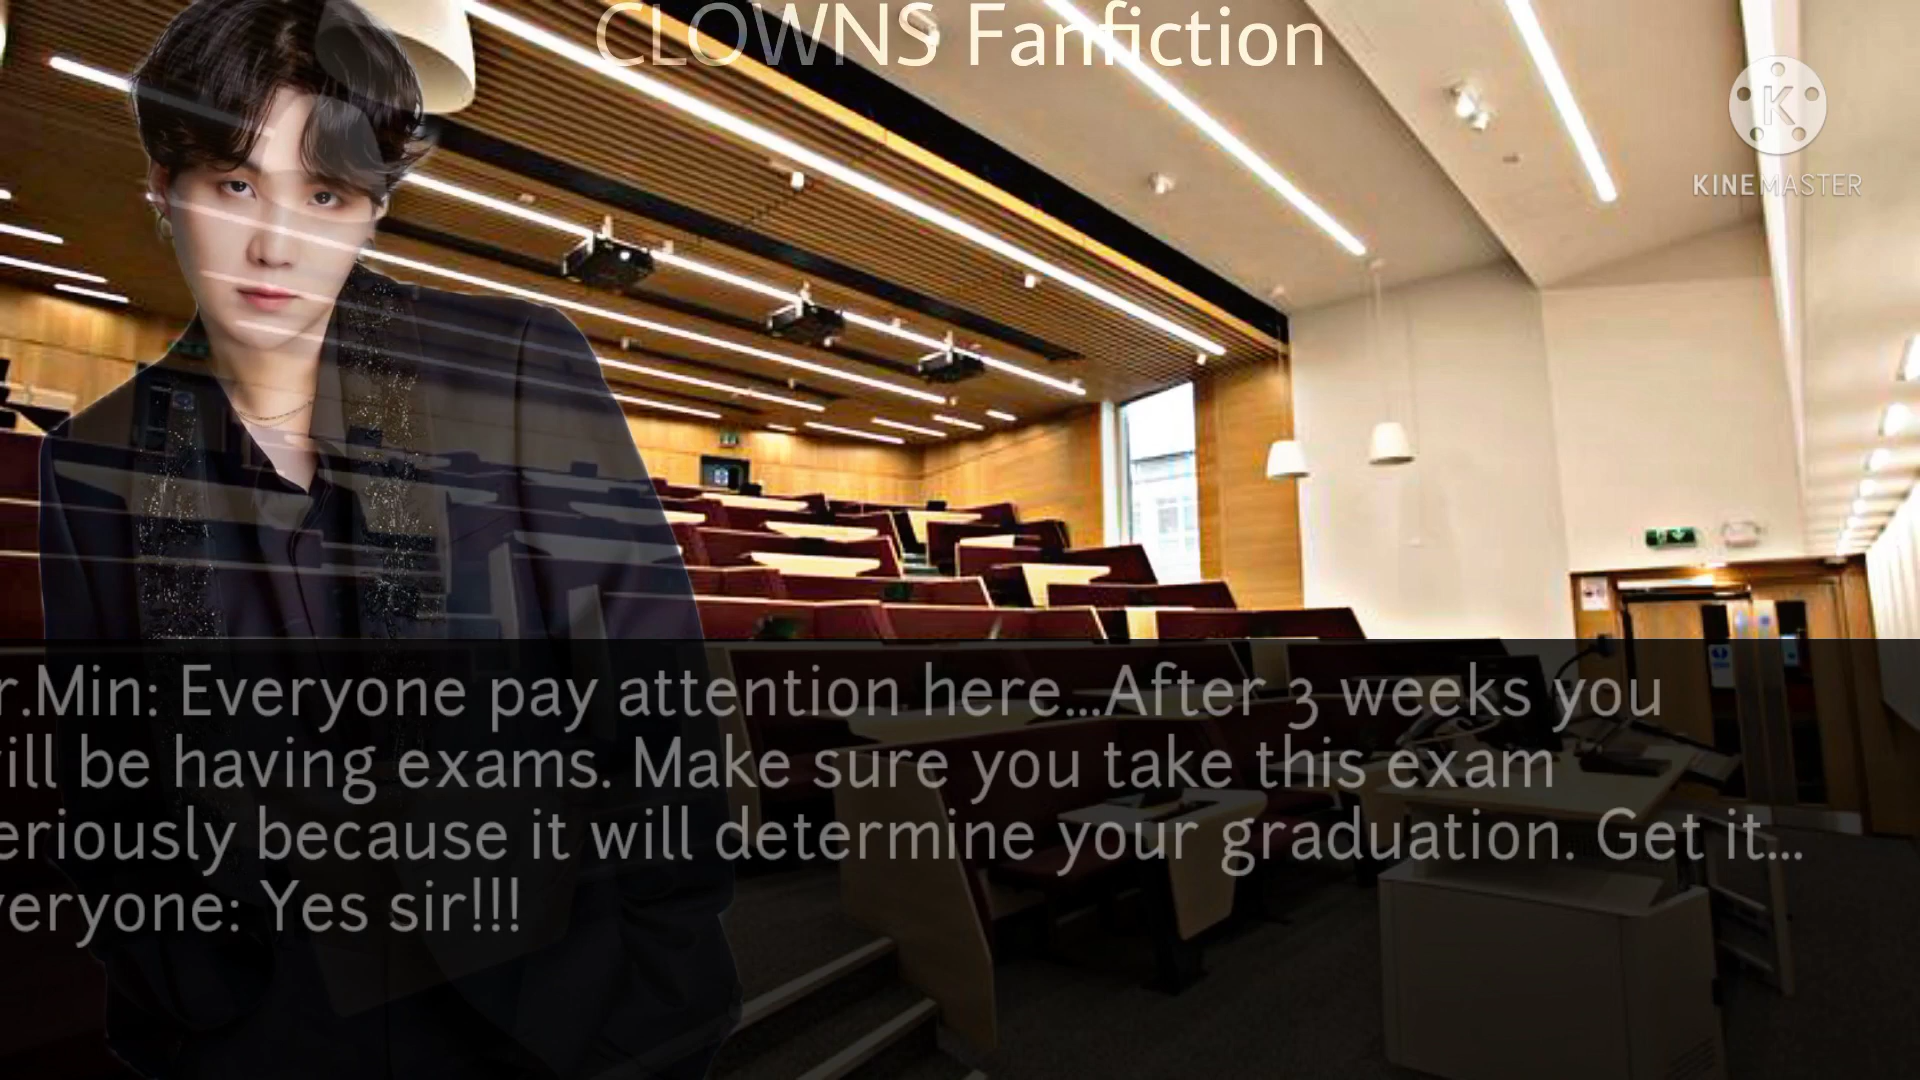 CLOWNS Fanfiction
K
KINEMASTER
r.Min: Everyone pay attention here...After 3 weeks you
ill be having exams. Make sure you take this exam
eriously because it will determine your graduation. Get it...
veryone: Yes sir!!!